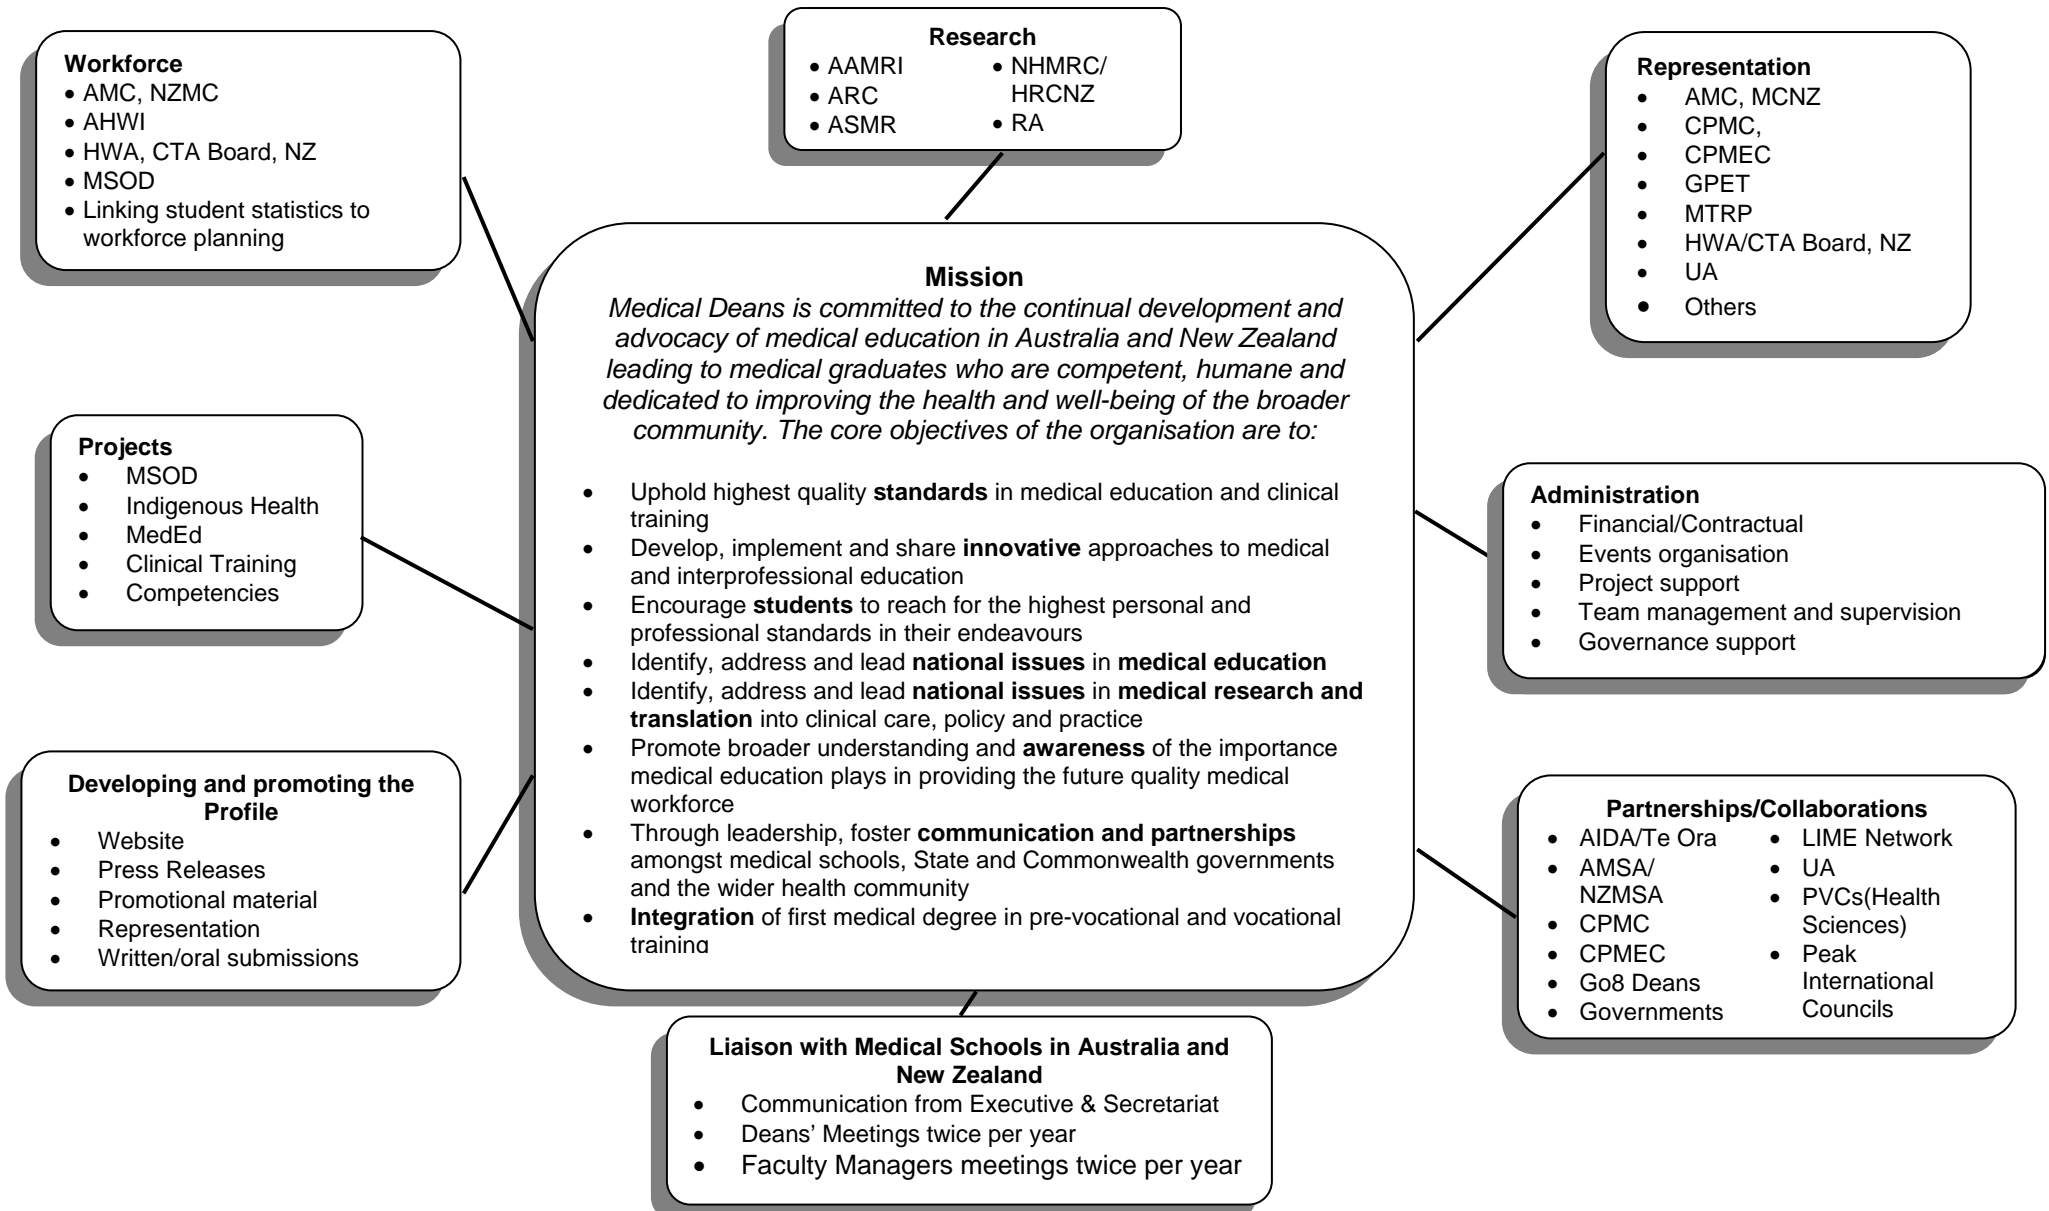 Workforce
• AMC, NZMC
• AHWI
• HWA, CTA Board, NZ
• MSOD
• Linking student statistics to
workforce planning
Research
• AAMRI
• ARC
• ASMR
• NHMRC/
HRCNZ
• RA
Representation
• AMC, MCNZ
• CPMC,
• CPMEC
• GPET
• MTRP
• HWA/CTA Board, NZ
• UA
• Others
Mission
Medical Deans is committed to the continual development and
advocacy of medical education in Australia and New Zealand
leading to medical graduates who are competent, humane and
dedicated to improving the health and well-being of the broader
community. The core objectives of the organisation are to:
• Uphold highest quality standards in medical education and clinical
training
• Develop, implement and share innovative approaches to medical
and interprofessional education
• Encourage students to reach for the highest personal and
professional standards in their endeavours
• Identify, address and lead national issues in medical education
• Identify, address and lead national issues in medical research and
translation into clinical care, policy and practice
• Promote broader understanding and awareness of the importance
medical education plays in providing the future quality medical
workforce
• Through leadership, foster communication and partnerships
amongst medical schools, State and Commonwealth governments
and the wider health community
• Integration of first medical degree in pre-vocational and vocational
training
Projects
• MSOD
• Indigenous Health
• MedEd
• Clinical Training
• Competencies
Administration
• Financial/Contractual
• Events organisation
• Project support
• Team management and supervision
• Governance support
Developing and promoting the
Profile
• Website
• Press Releases
• Promotional material
• Representation
• Written/oral submissions
Partnerships/Collaborations
• AIDA/Te Ora
• AMSA/
NZMSA
• CPMC
• CPMEC
• Go8 Deans
• Governments
• LIME Network
• UA
• PVCs(Health
Sciences)
• Peak
International
Councils
Liaison with Medical Schools in Australia and
New Zealand
• Communication from Executive & Secretariat
• Deans’ Meetings twice per year
• Faculty Managers meetings twice per year